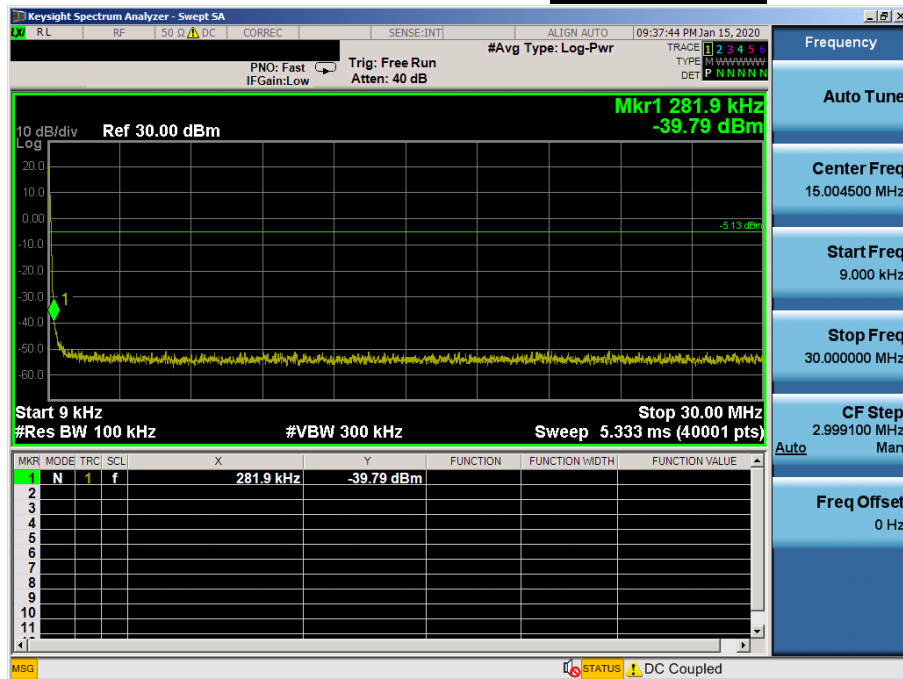 Keysight Spectrum Analyzer - Swept SA
LXI RL RF 50 Ω DC CORREC SENSE:INT ALIGN AUTO 09:37:44 PM Jan 15, 2020
#Avg Type: Log-Pwr TRACE 1 2 3 4 5 6
PNO: Fast Trig: Free Run TYPE M WWWWW
IFGain:Low Atten: 40 dB DET P N N N N N
Frequency
Mkr1 281.9 kHz
10 dB/div Ref 30.00 dBm -39.79 dBm
Log
20.0
10.0
0.00
-5.13 dBm
-10.0
-20.0
-30.0
1
-40.0
-50.0
-60.0
Start 9 kHz Stop 30.00 MHz
#Res BW 100 kHz #VBW 300 kHz Sweep 5.333 ms (40001 pts)
MKR MODE TRC SCL X Y FUNCTION FUNCTION WIDTH FUNCTION VALUE
1 N 1 f 281.9 kHz -39.79 dBm
2
3
4
5
6
7
8
9
10
11
Auto Tune
Center Freq
15.004500 MHz
Start Freq
9.000 kHz
Stop Freq
30.000000 MHz
CF Step
2.999100 MHz
Auto Man
Freq Offset
0 Hz
MSG STATUS DC Coupled